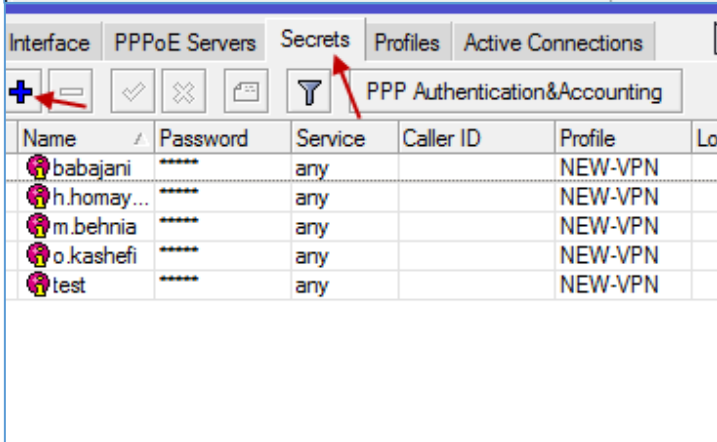 Interface PPPoE Servers Secrets Profiles Active Connections
PPP Authentication&Accounting
Name Password Service Caller ID Profile Lo
babajani ***** any NEW-VPN
h.homay... ***** any NEW-VPN
m.behnia ***** any NEW-VPN
o.kashefi ***** any NEW-VPN
test ***** any NEW-VPN